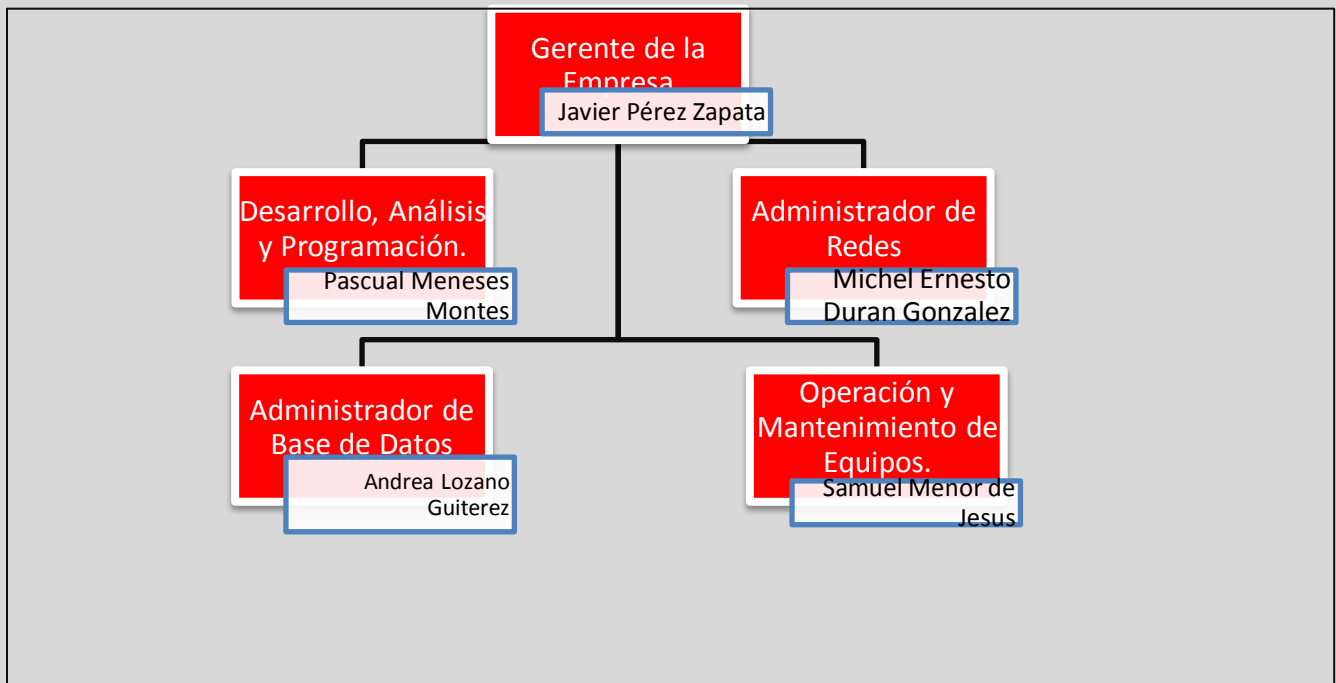 Gerente de la
Empresa
Javier Pérez Zapata
Desarrollo, Análisis
y Programación.
Pascual Meneses
Montes
Administrador de
Redes
Michel Ernesto
Duran Gonzalez
Administrador de
Base de Datos
Andrea Lozano
Guiterez
Operación y
Mantenimiento de
Equipos.
Samuel Menor de
Jesus